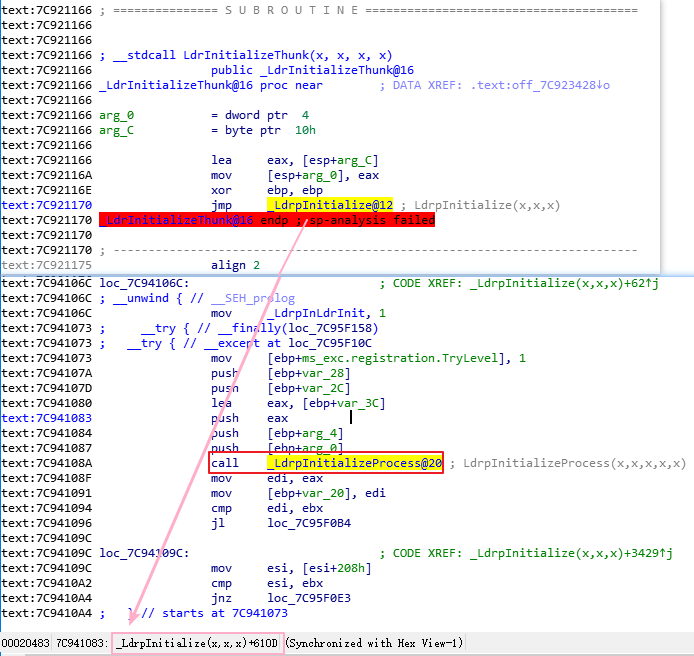 text:7C921166 ; =============== S U B R O U T I N E =======================================
text:7C921166
text:7C921166
text:7C921166 ; __stdcall LdrInitializeThunk(x, x, x, x)
text:7C921166 public _LdrInitializeThunk@16
text:7C921166 _LdrInitializeThunk@16 proc near ; DATA XREF: .text:off_7C923428↓o
text:7C921166
text:7C921166 arg_0 = dword ptr 4
text:7C921166 arg_C = byte ptr 10h
text:7C921166
text:7C921166 lea eax, [esp+arg_C]
text:7C92116A mov [esp+arg_0], eax
text:7C92116E xor ebp, ebp
text:7C921170 jmp _LdrpInitialize@12 ; LdrpInitialize(x,x,x)
text:7C921170 _LdrInitializeThunk@16 endp ; sp-analysis failed
text:7C921170
text:7C921170 ; ---------------------------------------------------------------------------
text:7C921175 align 2
text:7C94106C loc_7C94106C: ; CODE XREF: _LdrpInitialize(x,x,x)+62↑j
text:7C94106C ; __unwind { // __SEH_prolog
text:7C94106C mov _LdrpInLdrInit, 1
text:7C941073 ; __try { // __finally(loc_7C95F158)
text:7C941073 ; __try { // __except at loc_7C95F10C
text:7C941073 mov [ebp+ms_exc.registration.TryLevel], 1
text:7C94107A push [ebp+var_28]
text:7C94107D push [ebp+var_2C]
text:7C941080 lea eax, [ebp+var_3C]
text:7C941083 push eax
text:7C941084 push [ebp+arg_4]
text:7C941087 push [ebp+arg_0]
text:7C94108A call _LdrpInitializeProcess@20 ; LdrpInitializeProcess(x,x,x,x,x)
text:7C94108F mov edi, eax
text:7C941091 mov [ebp+var_20], edi
text:7C941094 cmp edi, ebx
text:7C941096 jl loc_7C95F0B4
text:7C94109C
text:7C94109C loc_7C94109C: ; CODE XREF: _LdrpInitialize(x,x,x)+3429↑j
text:7C94109C mov esi, [esi+208h]
text:7C9410A2 cmp esi, ebx
text:7C9410A4 jnz loc_7C95F0E3
text:7C9410A4 ; } // starts at 7C941073
00020483 7C941083: _LdrpInitialize(x,x,x)+61OD (Synchronized with Hex View-1)